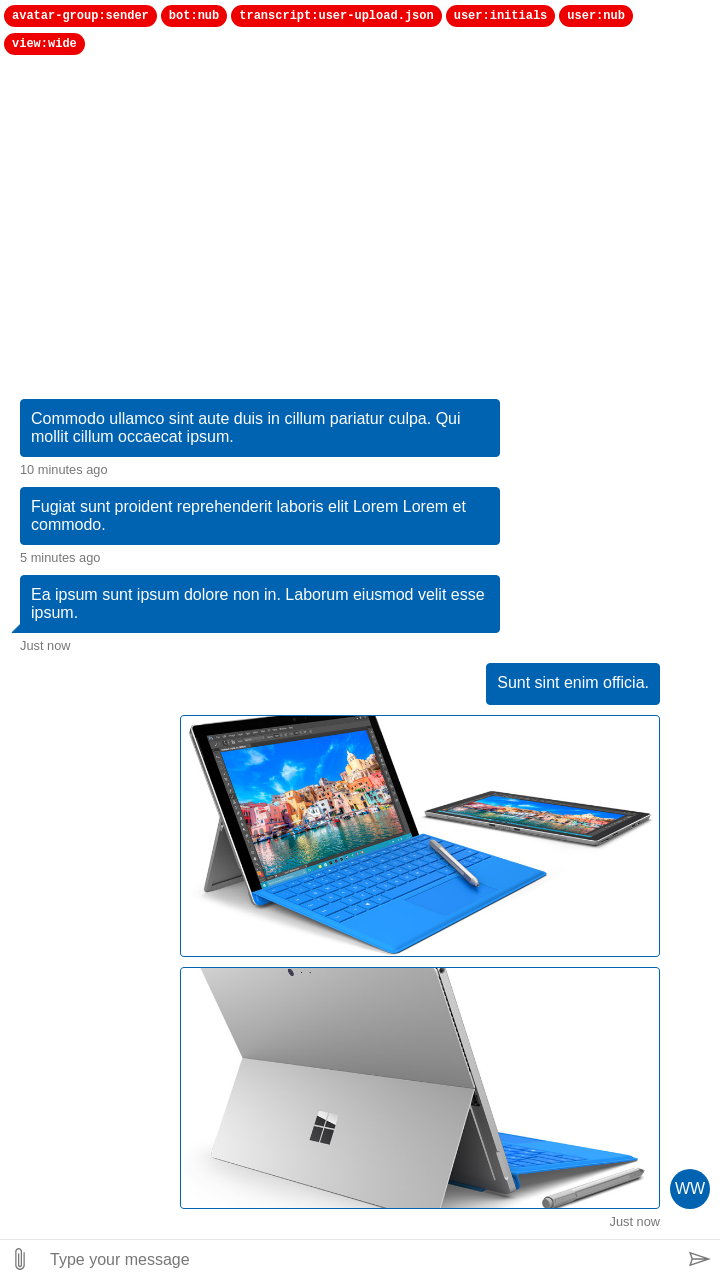 avatar-group:sender bot:nub transcript:user-upload.json user:initials user:nub
view:wide
Commodo ullamco sint aute duis in cillum pariatur culpa. Qui
mollit cillum occaecat ipsum.
10 minutes ago
Fugiat sunt proident reprehenderit laboris elit Lorem Lorem et
commodo.
5 minutes ago
Ea ipsum sunt ipsum dolore non in. Laborum eiusmod velit esse
ipsum.
Just now
Sunt sint enim officia.
WW
Just now
Type your message